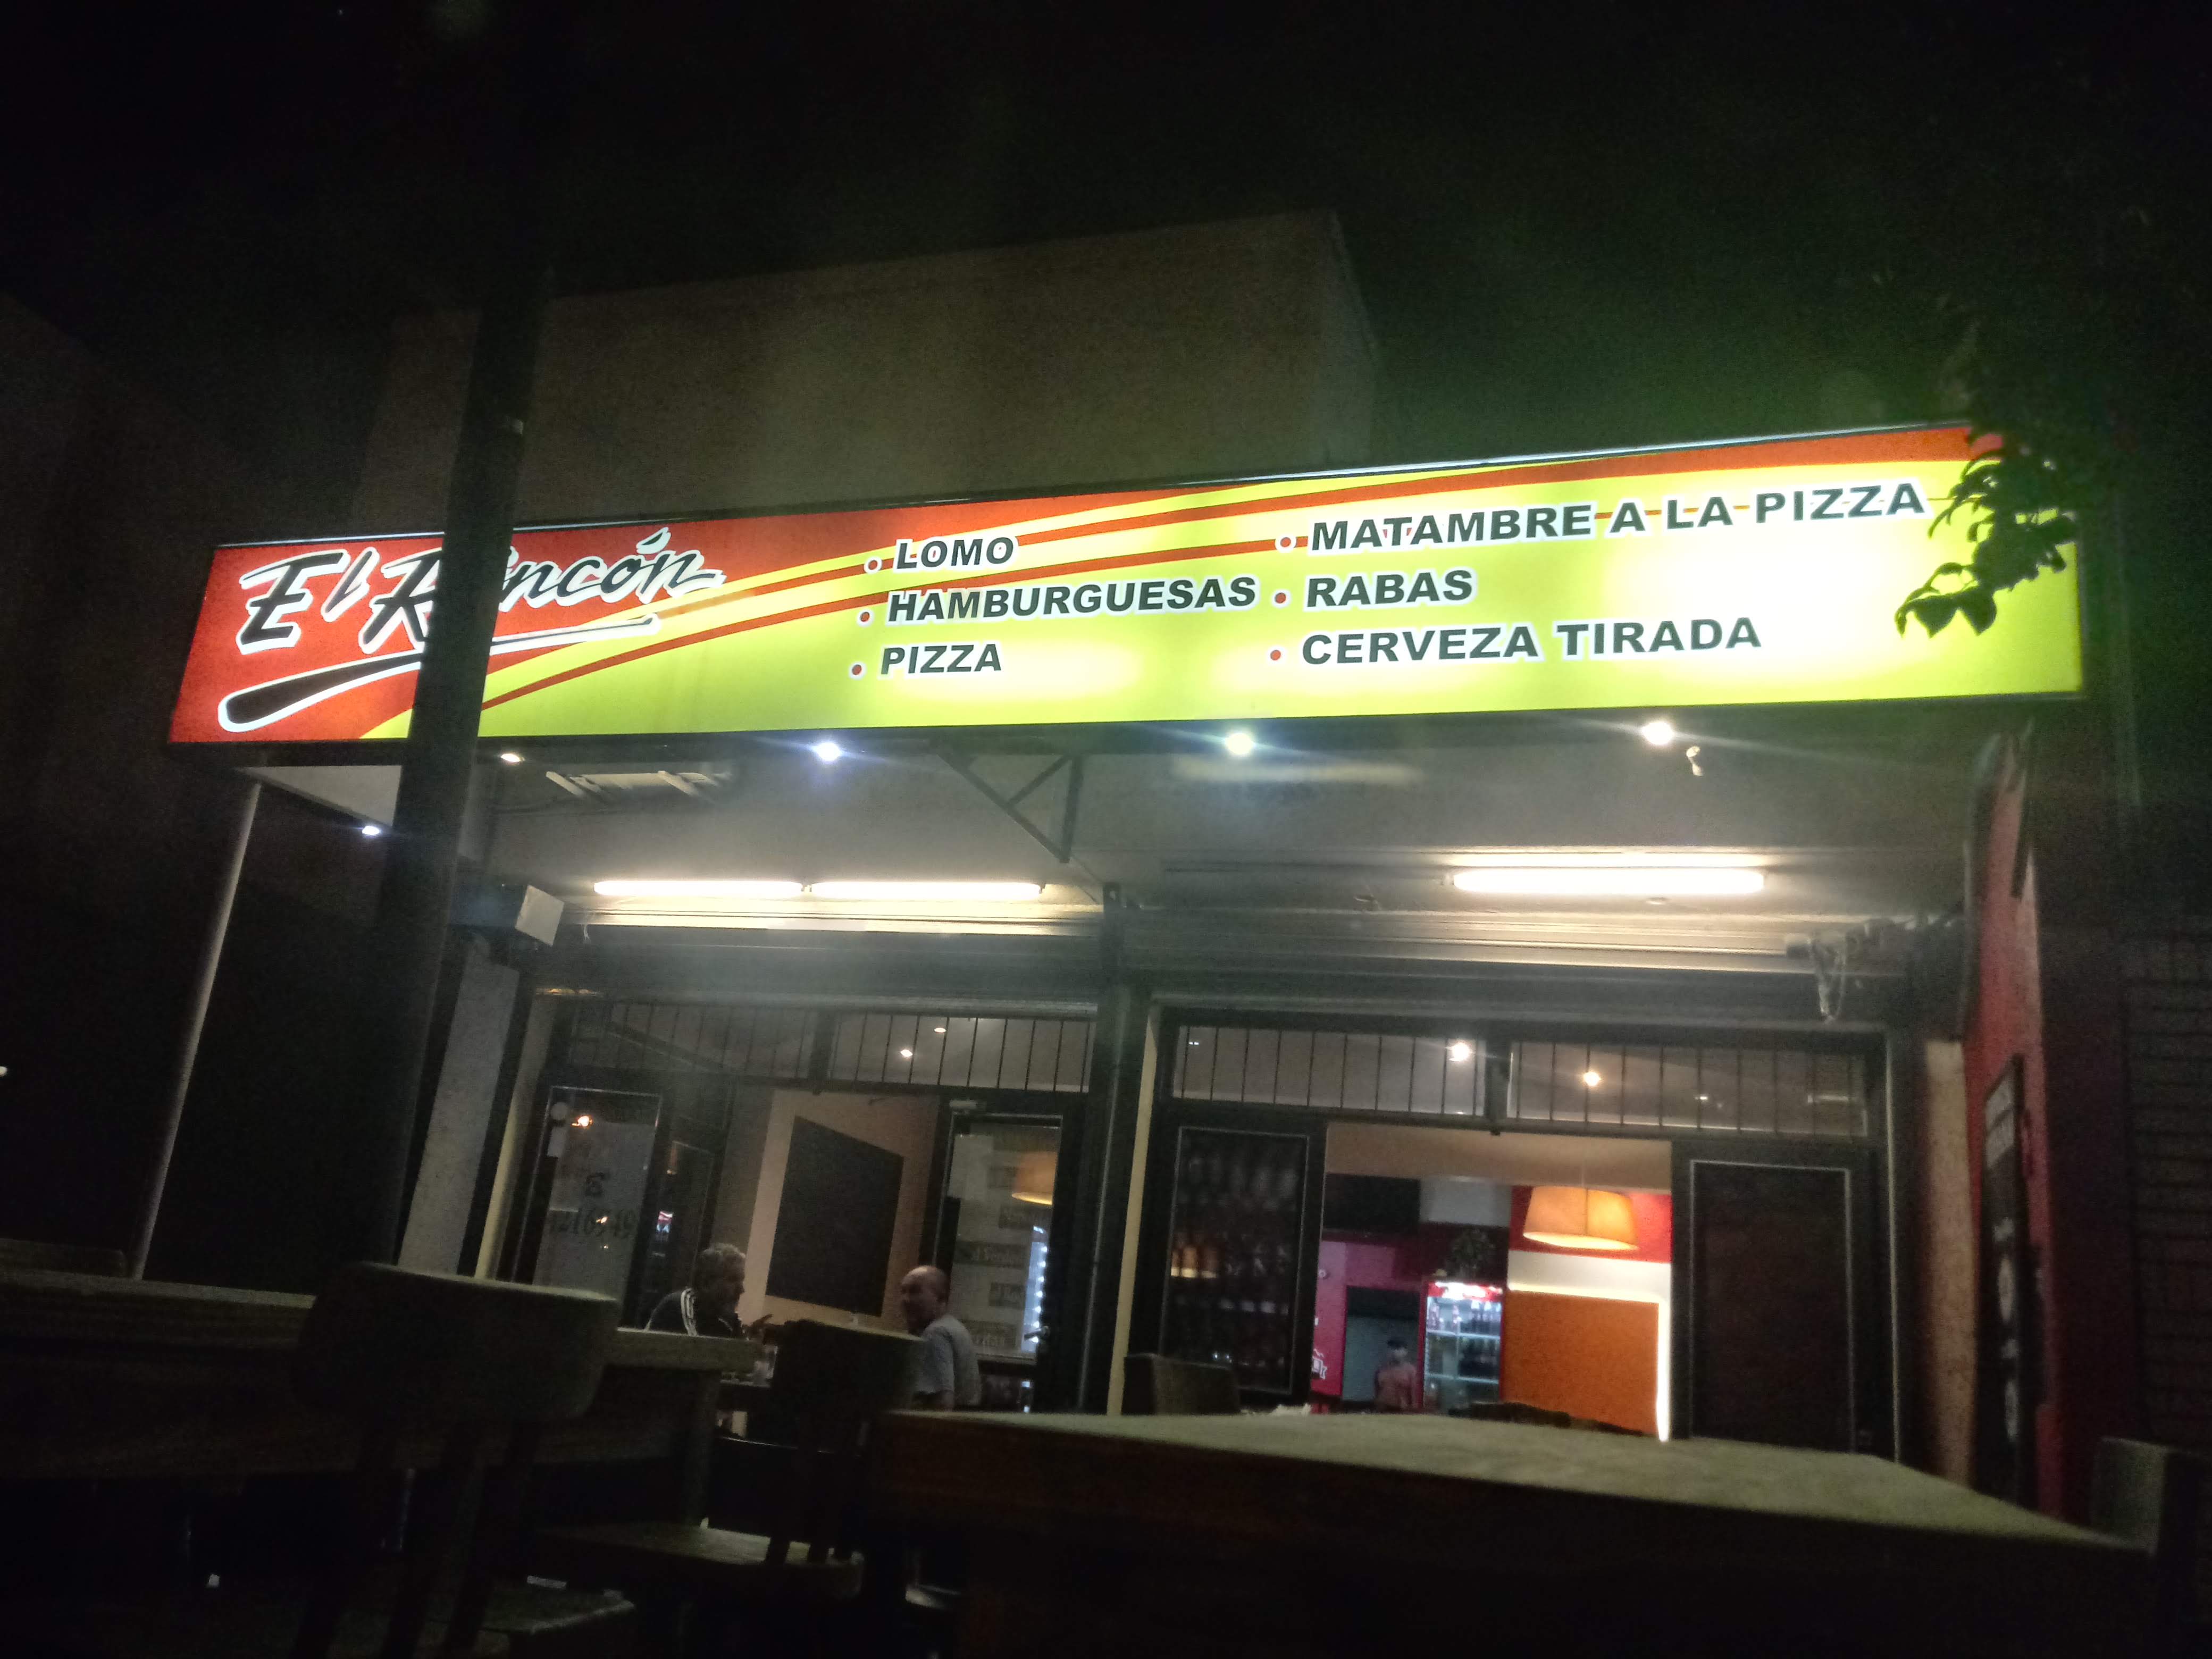 El Rincón
• LOMO
• HAMBURGUESAS
• PIZZA
• MATAMBRE A LA PIZZA
• RABAS
• CERVEZA TIRADA